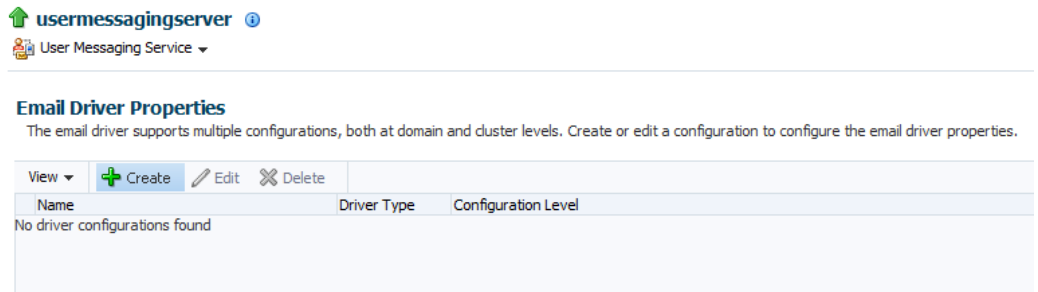 usermessagingserver
User Messaging Service
Email Driver Properties
The email driver supports multiple configurations, both at domain and cluster levels. Create or edit a configuration to configure the email driver properties.
View Create Edit Delete
Name Driver Type Configuration Level
No driver configurations found